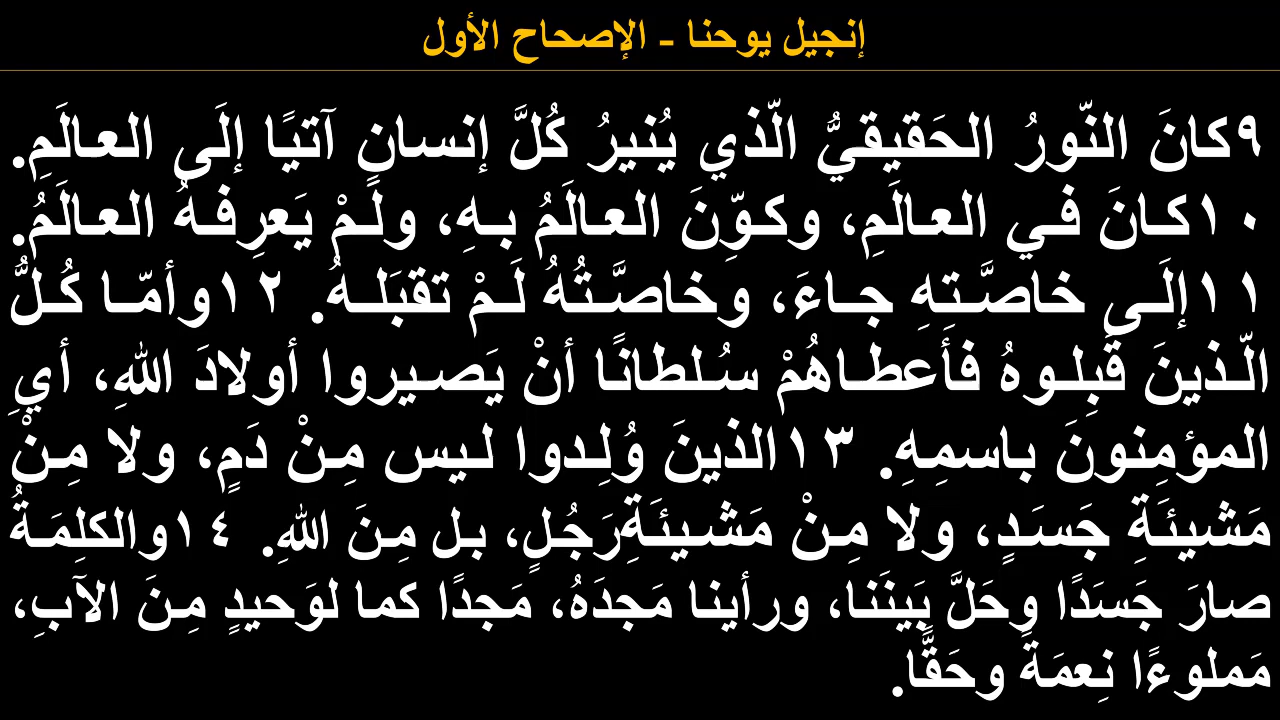 إنجيل يوحنا - الإصحاح الأول
٩كانَ النّورُ الحَقيقيُّ الّذي يُنيرُ كُلَّ إنسانٍ آتيًا إلَى العالَمِ.
١٠كانَ في العالَمِ، وكوِّنَ العالَمُ بهِ، ولَمْ يَعرِفهُ العالَمُ.
١١إلَى خاصَّتهِ جاءَ، وخاصَّتُهُ لَمْ تقبَلهُ. ١٢وأمّا كُلُّ
الّذينَ قَبِلوهُ فأَعطاهُمْ سُلطانًا أنْ يَصيروا أولادَ اللهِ، أيِ
المؤمِنونَ باسمِهِ. ١٣الذينَ وُلِدوا ليس مِنْ دَمٍ، ولا مِنْ
مَشيئَةِ جَسَدٍ، ولا مِنْ مَشيئَةِرَجُلٍ، بل مِنَ اللهِ. ١٤والكلِمَةُ
صارَ جَسَدًا وحَلَّ بَينَنا، ورأينا مَجدَهُ، مَجدًا كما لوَحيدٍ مِنَ الآبِ،
مَملوءًا نِعمَةً وحَقًّا.